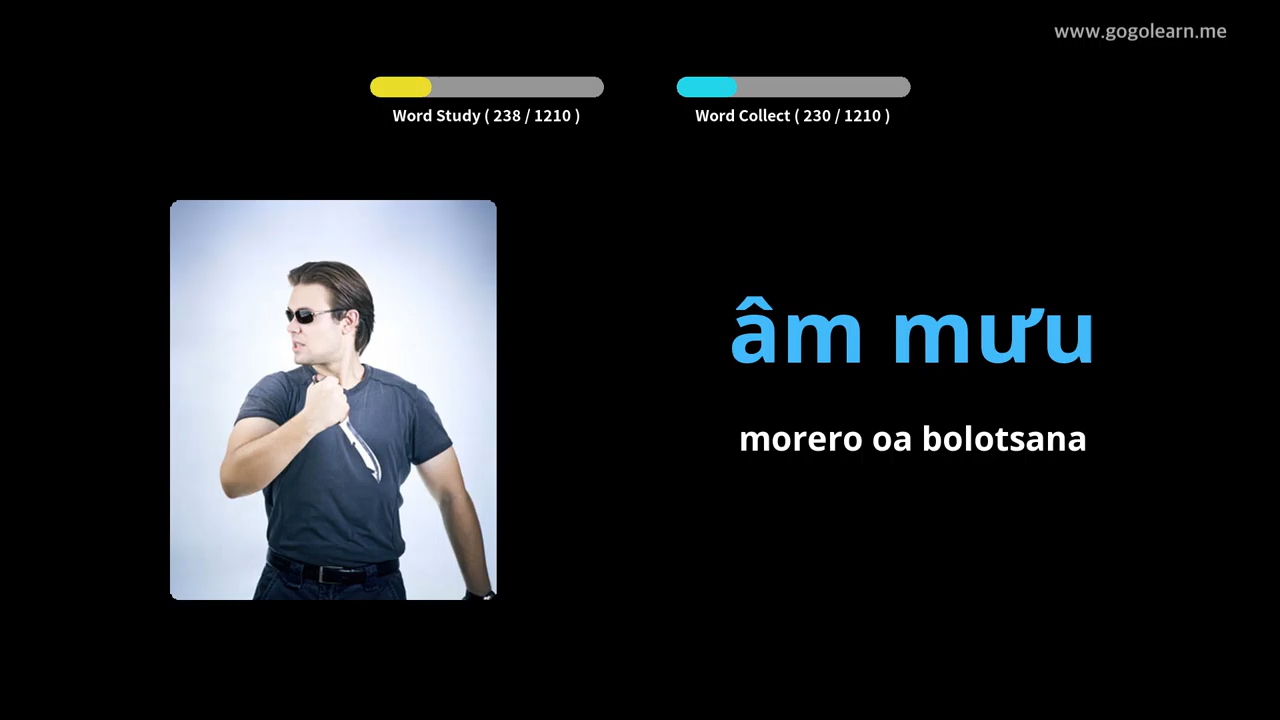 www.gogolearn.me
Word Study ( 238 / 1210 )
Word Collect ( 230 / 1210 )
âm mưu
morero oa bolotsana